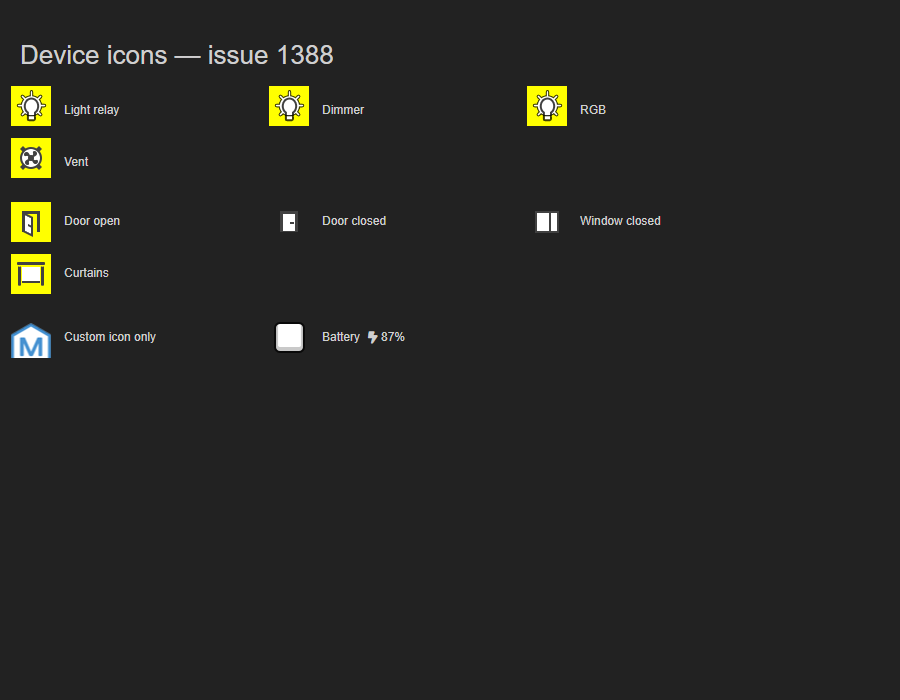 Device icons — issue 1388
Light relay
Dimmer
RGB
Vent
Door open
Door closed
Window closed
Curtains
M
Custom icon only
Battery 87%